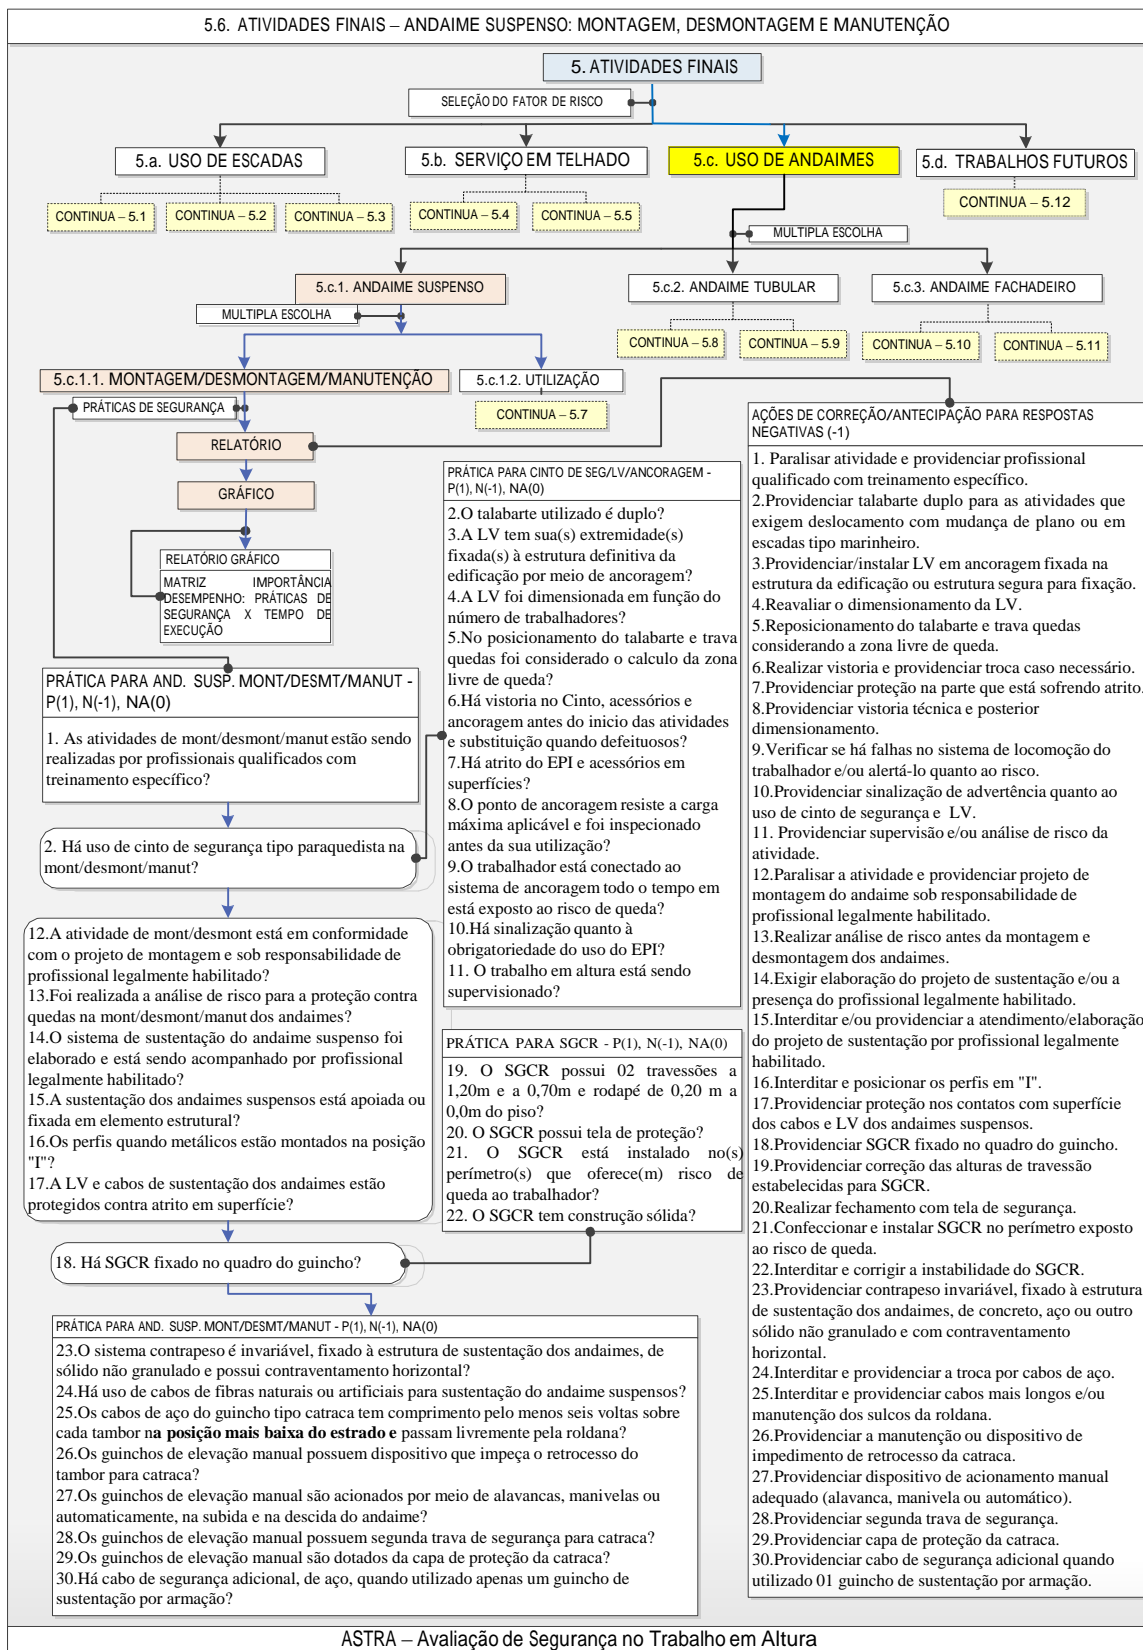 5.6. ATIVIDADES FINAIS – ANDAIME SUSPENSO: MONTAGEM, DESMONTAGEM E MANUTENÇÃO
5. ATIVIDADES FINAIS
SELEÇÃO DO FATOR DE RISCO
5.a. USO DE ESCADAS
5.b. SERVIÇO EM TELHADO
5.c. USO DE ANDAIMES
5.d. TRABALHOS FUTUROS
CONTINUA – 5.1
CONTINUA – 5.2
CONTINUA – 5.3
CONTINUA – 5.4
CONTINUA – 5.5
CONTINUA – 5.12
MULTIPLA ESCOLHA
5.c.1. ANDAIME SUSPENSO
5.c.2. ANDAIME TUBULAR
5.c.3. ANDAIME FACHADEIRO
MULTIPLA ESCOLHA
CONTINUA – 5.8
CONTINUA – 5.9
CONTINUA – 5.10
CONTINUA – 5.11
5.c.1.1. MONTAGEM/DESMONTAGEM/MANUTENÇÃO
5.c.1.2. UTILIZAÇÃO
CONTINUA – 5.7
PRÁTICAS DE SEGURANÇA
RELATÓRIO
GRÁFICO
RELATÓRIO GRÁFICO
MATRIZ IMPORTÂNCIA
DESEMPENHO: PRÁTICAS DE
SEGURANÇA X TEMPO DE
EXECUÇÃO
PRÁTICA PARA AND. SUSP. MONT/DESMT/MANUT -
P(1), N(-1), NA(0)
1. As atividades de mont/desmont/manut estão sendo
realizadas por profissionais qualificados com
treinamento específico?
2. Há uso de cinto de segurança tipo paraquedista na
mont/desmont/manut?
PRÁTICA PARA CINTO DE SEG/LV/ANCORAGEM -
P(1), N(-1), NA(0)
2.O talabarte utilizado é duplo?
3.A LV tem sua(s) extremidade(s)
fixada(s) à estrutura definitiva da
edificação por meio de ancoragem?
4.A LV foi dimensionada em função do
número de trabalhadores?
5.No posicionamento do talabarte e trava
quedas foi considerado o calculo da zona
livre de queda?
6.Há vistoria no Cinto, acessórios e
ancoragem antes do inicio das atividades
e substituição quando defeituosos?
7.Há atrito do EPI e acessórios em
superfícies?
8.O ponto de ancoragem resiste a carga
máxima aplicável e foi inspecionado
antes da sua utilização?
9.O trabalhador está conectado ao
sistema de ancoragem todo o tempo em
está exposto ao risco de queda?
10.Há sinalização quanto à
obrigatoriedade do uso do EPI?
11. O trabalho em altura está sendo
supervisionado?
12.A atividade de mont/desmont está em conformidade
com o projeto de montagem e sob responsabilidade de
profissional legalmente habilitado?
13.Foi realizada a análise de risco para a proteção contra
quedas na mont/desmont/manut dos andaimes?
14.O sistema de sustentação do andaime suspenso foi
elaborado e está sendo acompanhado por profissional
legalmente habilitado?
15.A sustentação dos andaimes suspensos está apoiada ou
fixada em elemento estrutural?
16.Os perfis quando metálicos estão montados na posição
"I"?
17.A LV e cabos de sustentação dos andaimes estão
protegidos contra atrito em superfície?
18. Há SGCR fixado no quadro do guincho?
PRÁTICA PARA SGCR - P(1), N(-1), NA(0)
19. O SGCR possui 02 travessões a
1,20m e a 0,70m e rodapé de 0,20 m a
0,0m do piso?
20. O SGCR possui tela de proteção?
21. O SGCR está instalado no(s)
perímetro(s) que oferece(m) risco de
queda ao trabalhador?
22. O SGCR tem construção sólida?
PRÁTICA PARA AND. SUSP. MONT/DESMT/MANUT - P(1), N(-1), NA(0)
23.O sistema contrapeso é invariável, fixado à estrutura de sustentação dos andaimes, de
sólido não granulado e possui contraventamento horizontal?
24.Há uso de cabos de fibras naturais ou artificiais para sustentação do andaime suspensos?
25.Os cabos de aço do guincho tipo catraca tem comprimento pelo menos seis voltas sobre
cada tambor na posição mais baixa do estrado e passam livremente pela roldana?
26.Os guinchos de elevação manual possuem dispositivo que impeça o retrocesso do
tambor para catraca?
27.Os guinchos de elevação manual são acionados por meio de alavancas, manivelas ou
automaticamente, na subida e na descida do andaime?
28.Os guinchos de elevação manual possuem segunda trava de segurança para catraca?
29.Os guinchos de elevação manual são dotados da capa de proteção da catraca?
30.Há cabo de segurança adicional, de aço, quando utilizado apenas um guincho de
sustentação por armação?
AÇÕES DE CORREÇÃO/ANTECIPAÇÃO PARA RESPOSTAS
NEGATIVAS (-1)
1. Paralisar atividade e providenciar profissional
qualificado com treinamento específico.
2.Providenciar talabarte duplo para as atividades que
exigem deslocamento com mudança de plano ou em
escadas tipo marinheiro.
3.Providenciar/instalar LV em ancoragem fixada na
estrutura da edificação ou estrutura segura para fixação.
4.Reavaliar o dimensionamento da LV.
5.Reposicionamento do talabarte e trava quedas
considerando a zona livre de queda.
6.Realizar vistoria e providenciar troca caso necessário.
7.Providenciar proteção na parte que está sofrendo atrito.
8.Providenciar vistoria técnica e posterior
dimensionamento.
9.Verificar se há falhas no sistema de locomoção do
trabalhador e/ou alertá-lo quanto ao risco.
10.Providenciar sinalização de advertência quanto ao
uso de cinto de segurança e LV.
11. Providenciar supervisão e/ou análise de risco da
atividade.
12.Paralisar a atividade e providenciar projeto de
montagem do andaime sob responsabilidade de
profissional legalmente habilitado.
13.Realizar análise de risco antes da montagem e
desmontagem dos andaimes.
14.Exigir elaboração do projeto de sustentação e/ou a
presença do profissional legalmente habilitado.
15.Interditar e/ou providenciar a atendimento/elaboração
do projeto de sustentação por profissional legalmente
habilitado.
16.Interditar e posicionar os perfis em "I".
17.Providenciar proteção nos contatos com superfície
dos cabos e LV dos andaimes suspensos.
18.Providenciar SGCR fixado no quadro do guincho.
19.Providenciar correção das alturas de travessão
estabelecidas para SGCR.
20.Realizar fechamento com tela de segurança.
21.Confeccionar e instalar SGCR no perímetro exposto
ao risco de queda.
22.Interditar e corrigir a instabilidade do SGCR.
23.Providenciar contrapeso invariável, fixado à estrutura
de sustentação dos andaimes, de concreto, aço ou outro
sólido não granulado e com contraventamento
horizontal.
24.Interditar e providenciar a troca por cabos de aço.
25.Interditar e providenciar cabos mais longos e/ou
manutenção dos sulcos da roldana.
26.Providenciar a manutenção ou dispositivo de
impedimento de retrocesso da catraca.
27.Providenciar dispositivo de acionamento manual
adequado (alavanca, manivela ou automático).
28.Providenciar segunda trava de segurança.
29.Providenciar capa de proteção da catraca.
30.Providenciar cabo de segurança adicional quando
utilizado 01 guincho de sustentação por armação.
ASTRA – Avaliação de Segurança no Trabalho em Altura